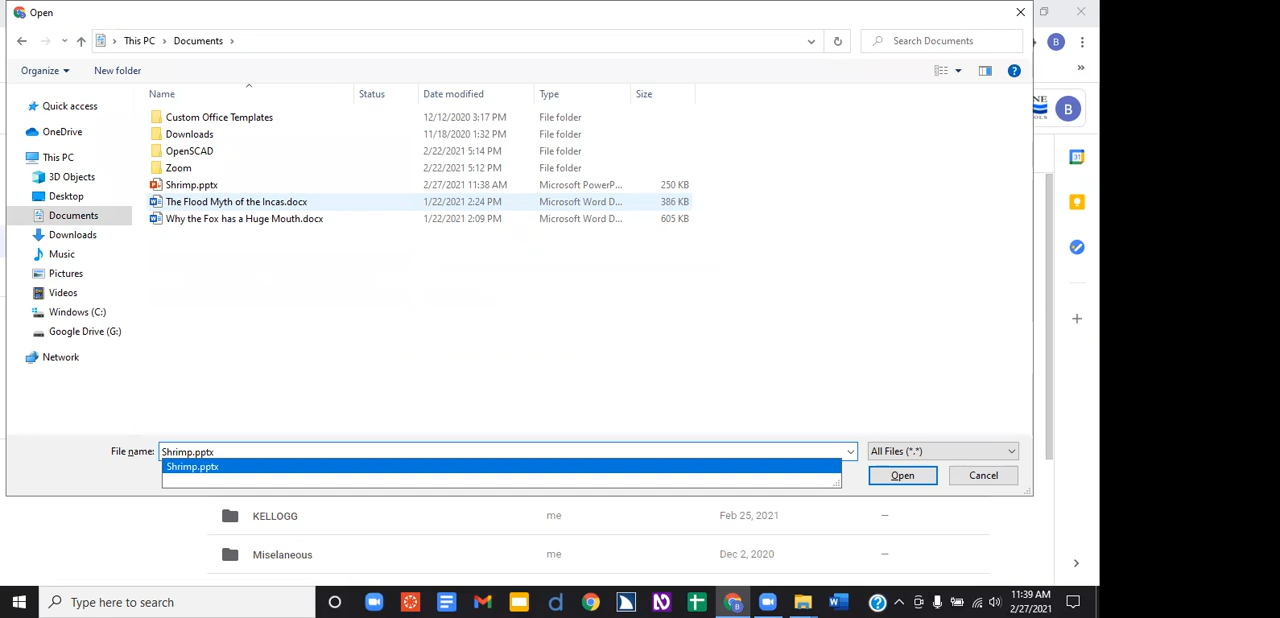 Open
This PC > Documents >
Search Documents
Organize
New folder
Name Status Date modified Type Size
Quick access
OneDrive
This PC
3D Objects
Desktop
Documents
Downloads
Music
Pictures
Videos
Windows (C:)
Google Drive (G:)
Network
Custom Office Templates 12/12/2020 3:17 PM File folder
Downloads 11/18/2020 1:32 PM File folder
OpenSCAD 2/22/2021 5:14 PM File folder
Zoom 2/22/2021 5:12 PM File folder
Shrimp.pptx 2/27/2021 11:38 AM Microsoft PowerP... 250 KB
The Flood Myth of the Incas.docx 1/22/2021 2:24 PM Microsoft Word D... 386 KB
Why the Fox has a Huge Mouth.docx 1/22/2021 2:09 PM Microsoft Word D... 605 KB
File name: Shrimp.pptx
All Files (*.*)
Shrimp.pptx
Open Cancel
B
NE
B
31
KELLOGG me Feb 25, 2021 —
Miselaneous me Dec 2, 2020 —
Type here to search
11:39 AM
2/27/2021